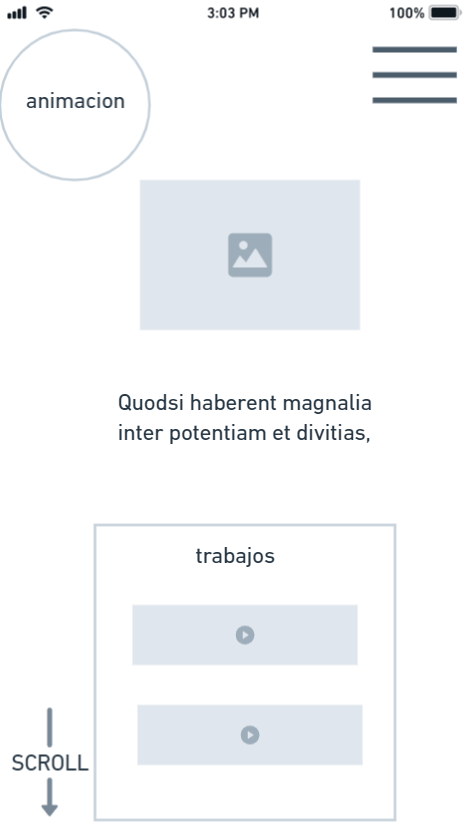 3:03 PM
100%
animacion
Quodsi haberent magnalia
inter potentiam et divitias,
trabajos
SCROLL